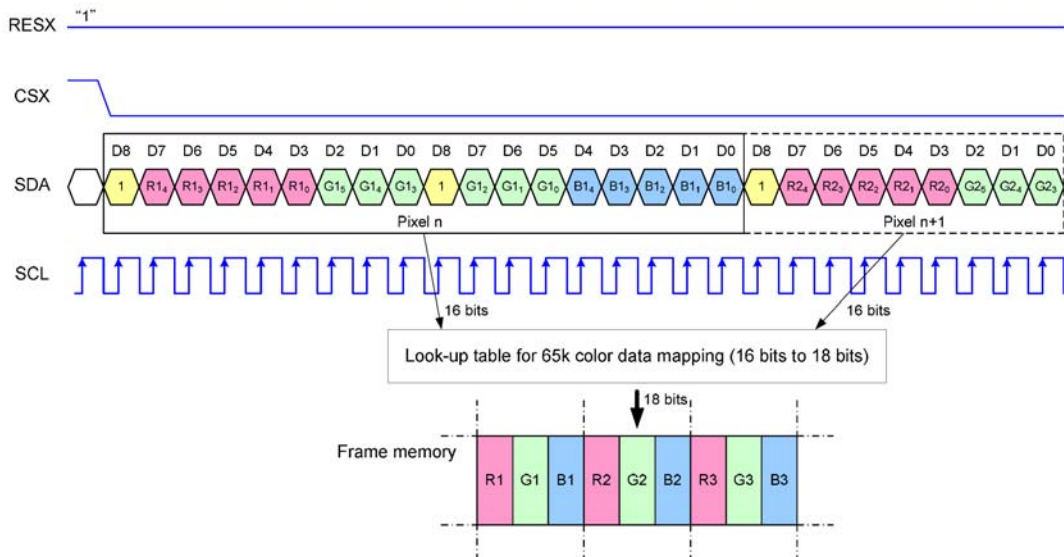 “1”
RESX
CSX
D8 D7 D6 D5 D4 D3 D2 D1 D0 D8 D7 D6 D5 D4 D3 D2 D1 D0 D8 D7 D6 D5 D4 D3 D2 D1 D0
SDA 1 R1₄ R1₃ R1₂ R1₁ R1₀ G1₅ G1₄ G1₃ 1 G1₂ G1₁ G1₀ B1₄ B1₃ B1₂ B1₁ B1₀ 1 R2₄ R2₃ R2₂ R2₁ R2₀ G2₅ G2₄ G2₃
Pixel n Pixel n+1
SCL
16 bits 16 bits
Look-up table for 65k color data mapping (16 bits to 18 bits)
18 bits
Frame memory
R1 G1 B1 R2 G2 B2 R3 G3 B3